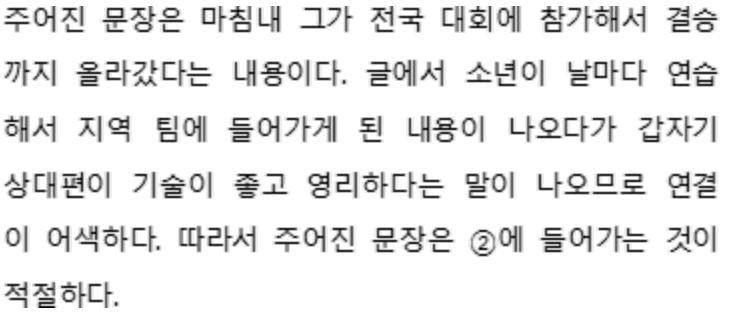 주어진 문장은 마침내 그가 전국 대회에 참가해서 결승
까지 올라갔다는 내용이다. 글에서 소년이 날마다 연습
해서 지역 팀에 들어가게 된 내용이 나오다가 갑자기
상대편이 기술이 좋고 영리하다는 말이 나오므로 연결
이 어색하다. 따라서 주어진 문장은 ②에 들어가는 것이
적절하다.